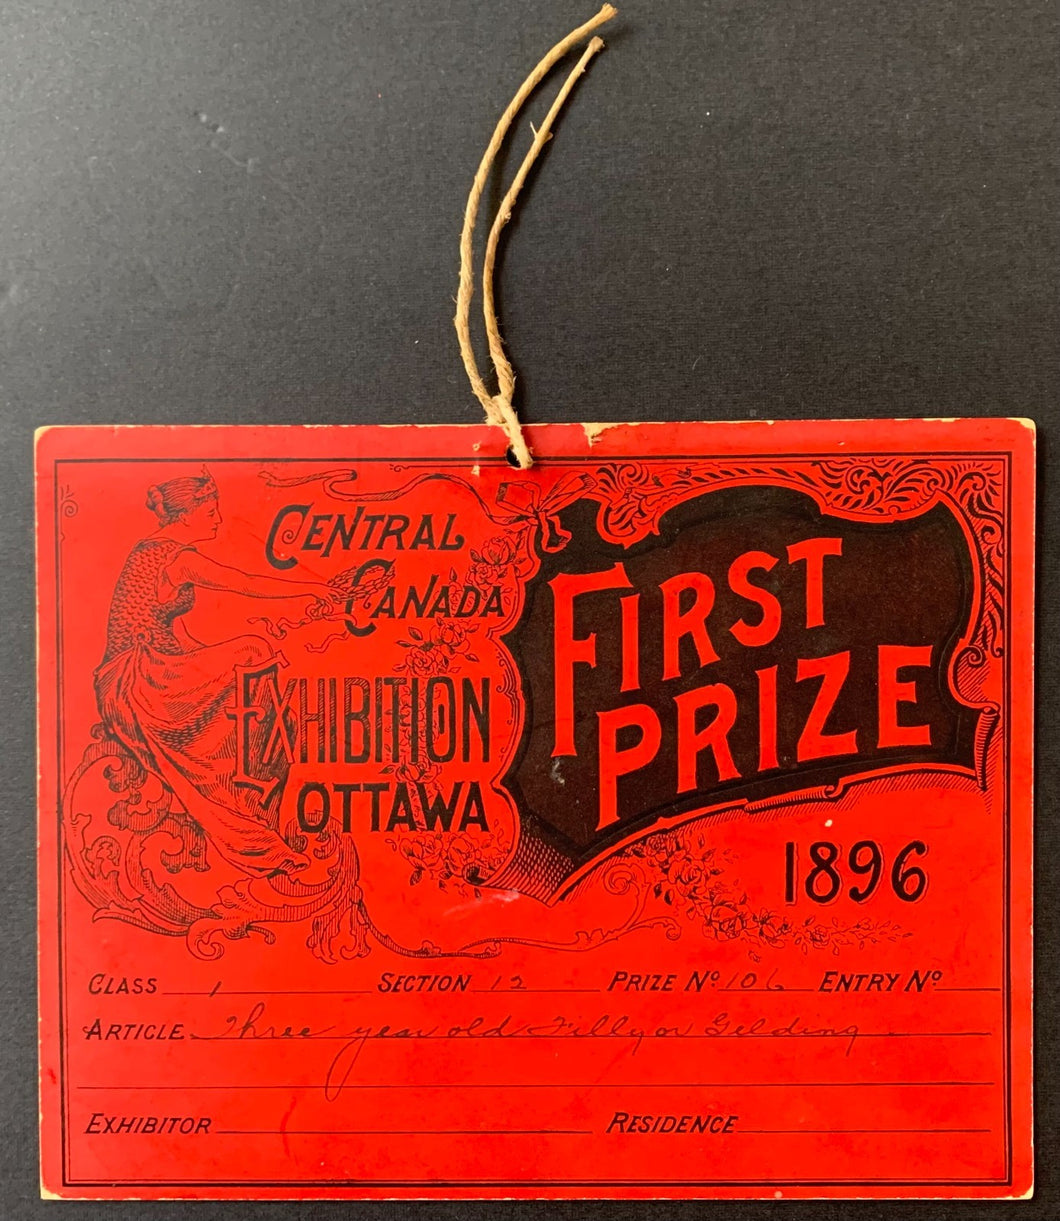 CENTRAL
CANADA
EXHIBITION
OTTAWA
FIRST
PRIZE
1896
CLASS 1 SECTION 12 PRIZE No. 106 ENTRY No.
ARTICLE Three year old Filly or Gelding
EXHIBITOR RESIDENCE